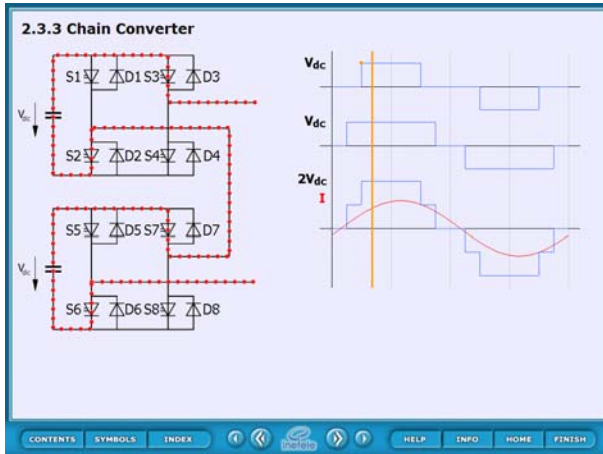 2.3.3 Chain Converter
S1 D1 S3 D3
Vdc
S2 D2 S4 D4
S5 D5 S7 D7
Vdc
S6 D6 S8 D8
Vdc
Vdc
2Vdc
I
CONTENTS SYMBOLS INDEX inetele HELP INFO HOME FINISH